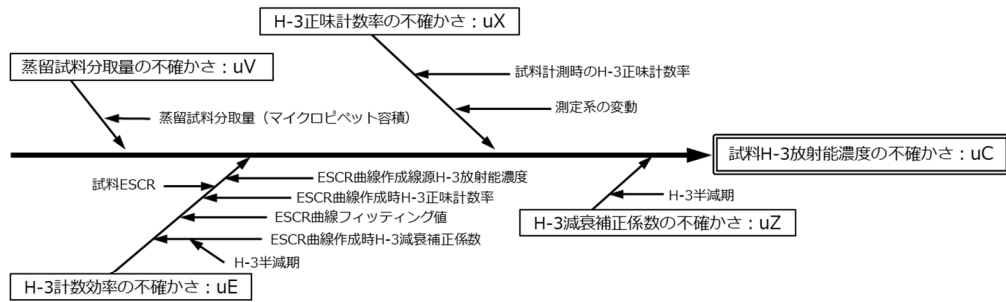 H-3正味計数率の不確かさ：uX
蒸留試料分取量の不確かさ：uV
試料計測時のH-3正味計数率
測定系の変動
蒸留試料分取量（マイクロピペット容積）
試料H-3放射能濃度の不確かさ：uC
ESCR曲線作成線源H-3放射能濃度
試料ESCR
ESCR曲線作成時H-3正味計数率
H-3半減期
ESCR曲線フィッティング値
H-3減衰補正係数の不確かさ：uZ
ESCR曲線作成時H-3減衰補正係数
H-3半減期
H-3計数効率の不確かさ：uE